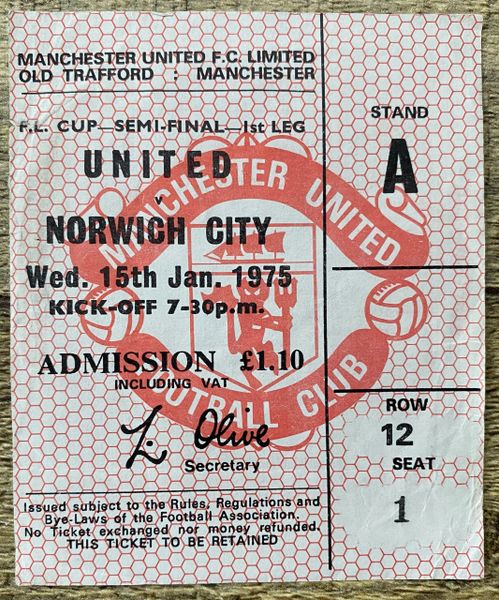 MANCHESTER UNITED F.C. LIMITED
OLD TRAFFORD : MANCHESTER
F.L. CUP—SEMI-FINAL—1st LEG
UNITED
v
NORWICH CITY
Wed. 15th Jan. 1975
KICK-OFF 7-30p.m.
ADMISSION £1.10
INCLUDING VAT
L. Olive
Secretary
Issued subject to the Rules, Regulations and
Bye-Laws of the Football Association.
No Ticket exchanged nor money refunded.
THIS TICKET TO BE RETAINED
STAND
A
ROW
12
SEAT
1
MANCHESTER UNITED
FOOTBALL CLUB